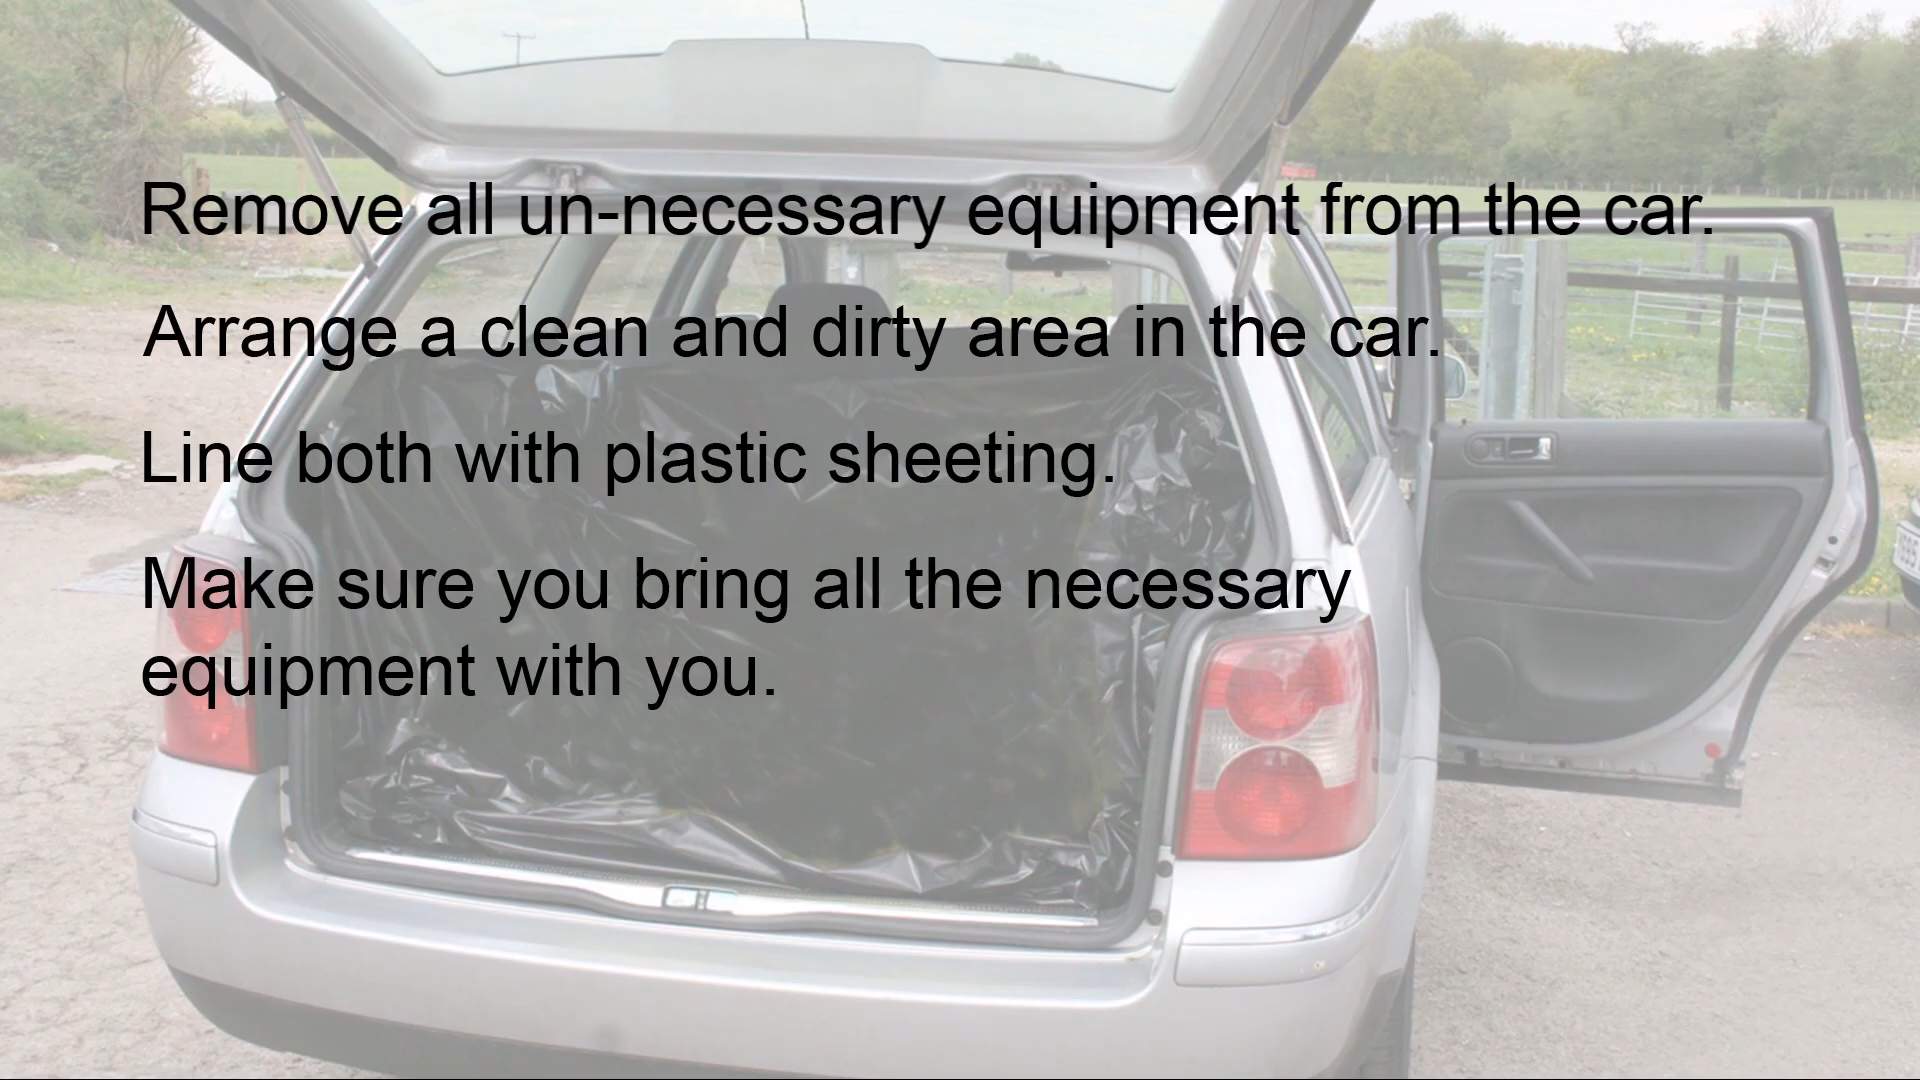 Remove all un-necessary equipment from the car.
Arrange a clean and dirty area in the car.
Line both with plastic sheeting.
Make sure you bring all the necessary
equipment with you.